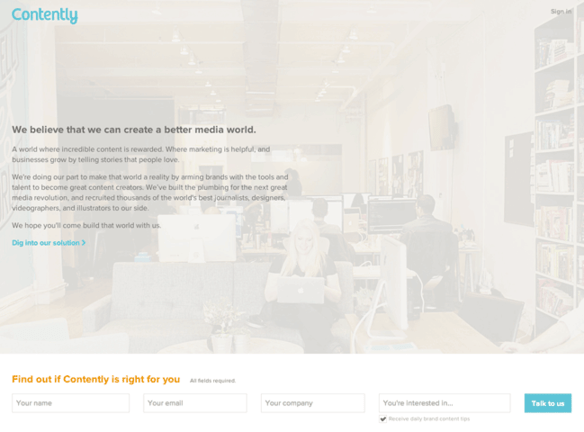 Contently
Sign in
We believe that we can create a better media world.
A world where incredible content is rewarded. Where marketing is helpful, and
businesses grow by telling stories that people love.
We're doing our part to make that world a reality by arming brands with the tools and
talent to become great content creators. We've built the plumbing for the next great
media revolution, and recruited thousands of the world's best journalists, designers,
videographers, and illustrators to our side.
We hope you'll come build that world with us.
Dig into our solution >
Find out if Contently is right for you All fields required
Your name Your email Your company You're interested in... Talk to us
Receive daily brand content tips